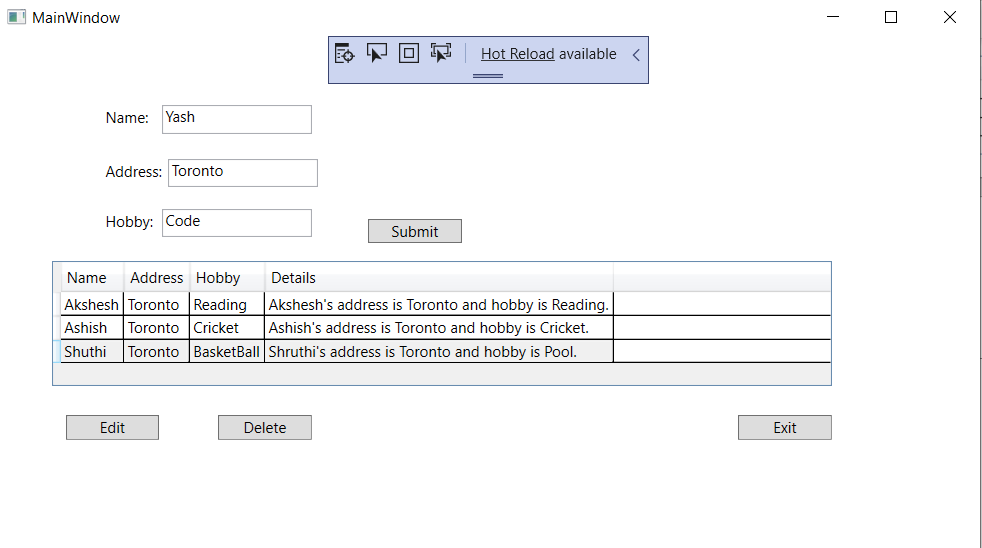 MainWindow
Hot Reload available
Name: Yash
Address: Toronto
Hobby: Code
Submit
Name Address Hobby Details
Akshesh Toronto Reading Akshesh's address is Toronto and hobby is Reading.
Ashish Toronto Cricket Ashish's address is Toronto and hobby is Cricket.
Shuthi Toronto BasketBall Shruthi's address is Toronto and hobby is Pool.
Edit Delete Exit